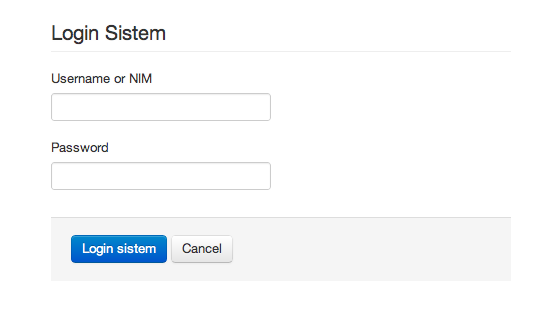 Login Sistem
Username or NIM
Password
Login sistem Cancel